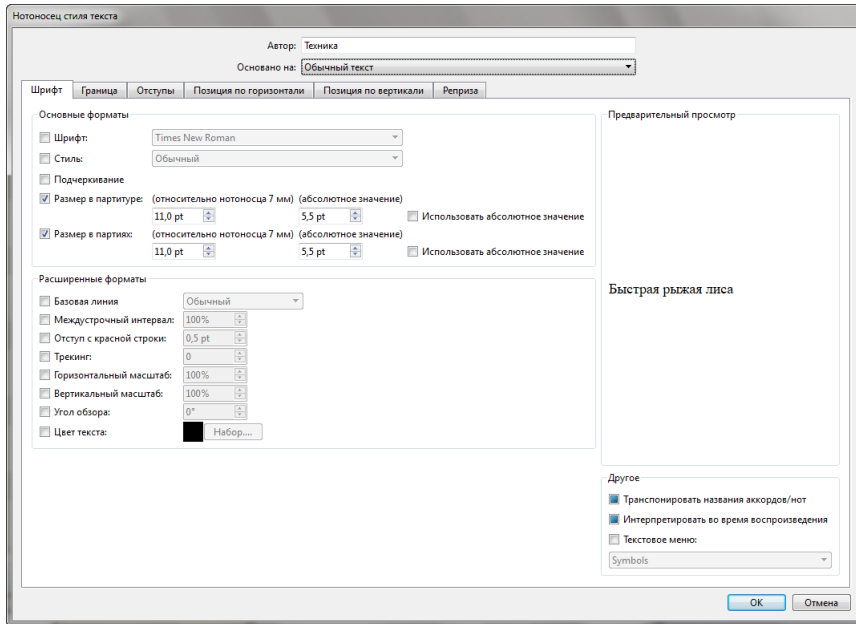 Нотоносец стиля текста
Автор: Техника
Основано на: Обычный текст
Шрифт Граница Отступы Позиция по горизонтали Позиция по вертикали Реприза
Основные форматы
Шрифт: Times New Roman
Стиль: Обычный
Подчеркивание
Размер в партитуре: (относительно нотоносца 7 мм) (абсолютное значение)
11,0 pt 5,5 pt Использовать абсолютное значение
Размер в партиях: (относительно нотоносца 7 мм) (абсолютное значение)
11,0 pt 5,5 pt Использовать абсолютное значение
Расширенные форматы
Базовая линия Обычный
Междустрочный интервал: 100%
Отступ с красной строки: 0,5 pt
Трекинг: 0
Горизонтальный масштаб: 100%
Вертикальный масштаб: 100%
Угол обзора: 0°
Цвет текста: Набор....
Предварительный просмотр
Быстрая рыжая лиса
Другое
Транспонировать названия аккордов/нот
Интерпретировать во время воспроизведения
Текстовое меню:
Symbols
OK Отмена